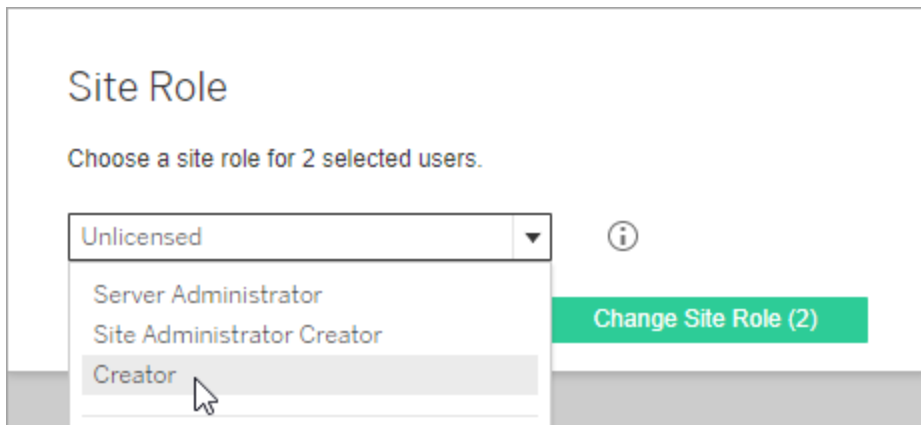 Site Role
Choose a site role for 2 selected users.
Unlicensed
Server Administrator
Change Site Role (2)
Site Administrator Creator
Creator